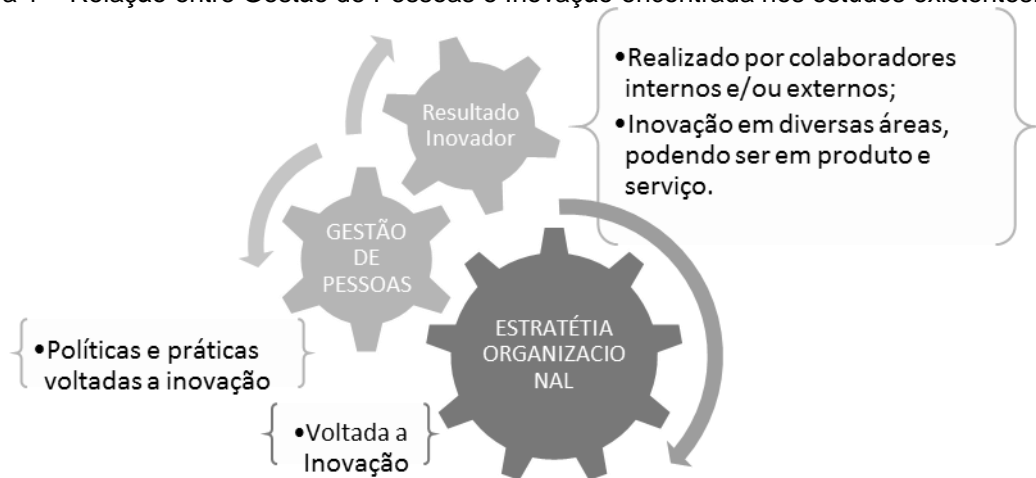 Relação entre Gestão de Pessoas e Inovação encontrada nos estudos existentes
Resultado
Inovador
•Realizado por colaboradores
internos e/ou externos;
•Inovação em diversas áreas,
podendo ser em produto e
serviço.
GESTÃO
DE
PESSOAS
•Políticas e práticas
voltadas a inovação
ESTRATÉTIA
ORGANIZACIO
NAL
•Voltada a
Inovação